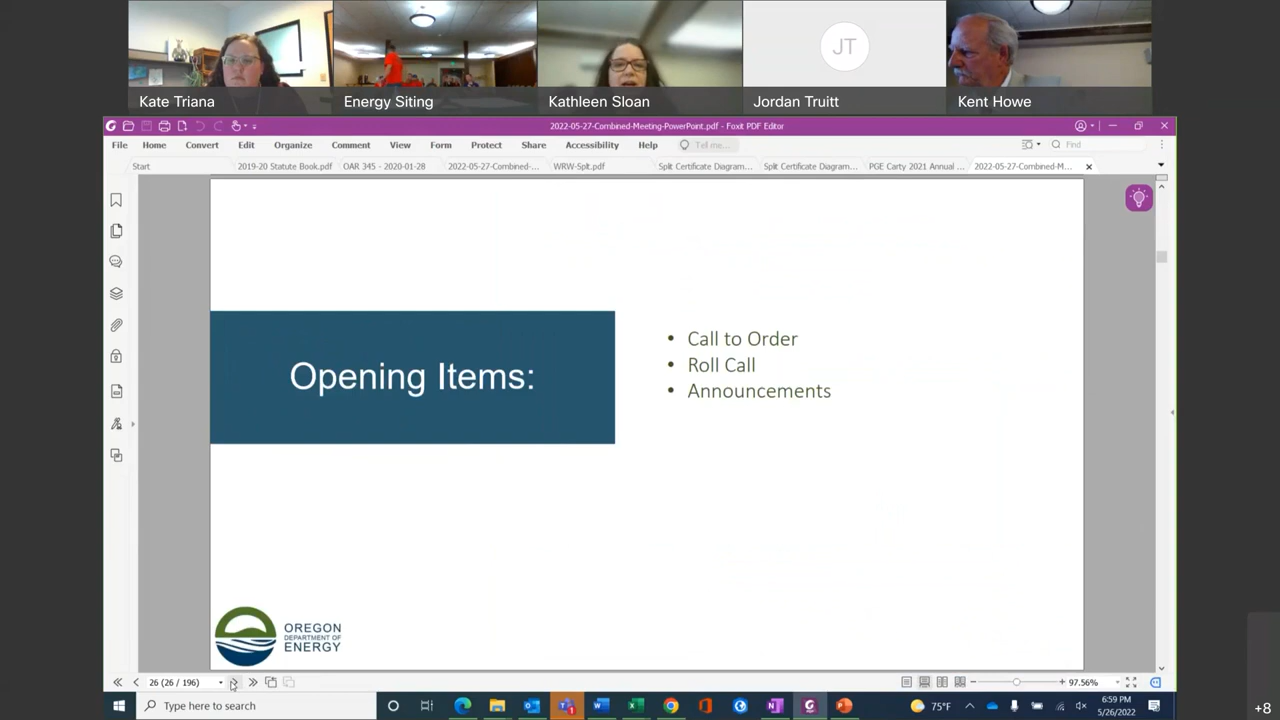 JT
Kate Triana
Energy Siting
Kathleen Sloan
Jordan Truitt
Kent Howe
2022-05-27-Combined-Meeting-PowerPoint.pdf - Foxit PDF Editor
File Home Convert Edit Organize Comment View Form Protect Share Accessibility Help Tell me... Find
Start 2019-20 Statute Book.pdf OAR 345 - 2020-01-28 2022-05-27-Combined-... WRW-Splt.pdf Split Certificate Diagram... Split Certificate Diagram... PGE Carty 2021 Annual ... 2022-05-27-Combined-M...
Opening Items:
• Call to Order
• Roll Call
• Announcements
OREGON
DEPARTMENT OF
ENERGY
26 (26 / 196) 97.56%
Type here to search
75°F
6:59 PM
5/26/2022
+8